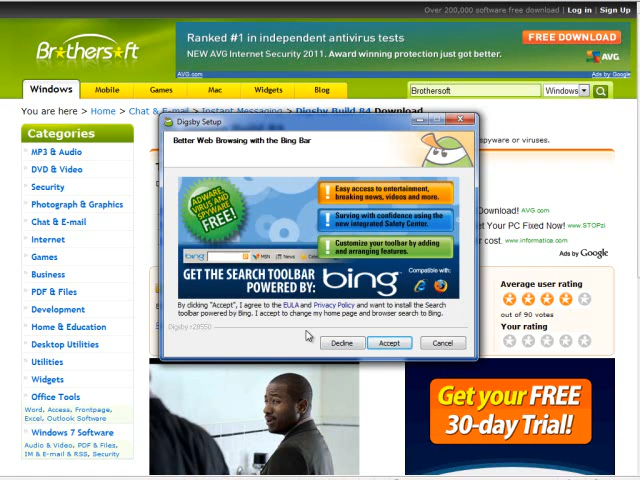 Over 200,000 software free download | Log in | Sign Up
Brothersoft
Ranked #1 in independent antivirus tests
NEW AVG Internet Security 2011. Award winning protection just got better.
FREE DOWNLOAD
AVG
AVG.com
Ads by Google
Windows
Mobile
Games
Mac
Widgets
Blog
Brothersoft
Windows
You are here > Home > Chat & E-mail > Instant Messaging > Digsby Build 84 Download
Categories
MP3 & Audio
DVD & Video
Security
Photograph & Graphics
Chat & E-mail
Internet
Games
Business
PDF & Files
Development
Home & Education
Desktop Utilities
Utilities
Widgets
Office Tools
Word, Access, Frontpage,
Excel, Outlook Software
Windows 7 Software
Audio & Video, PDF & Files,
IM & E-mail & RSS, Security
Digsby Setup
Better Web Browsing with the Bing Bar
ADWARE
VIRUS AND
SPYWARE
FREE!
Easy access to entertainment,
breaking news, videos and more.
Surving with confidence using the
new integrated Safety Center.
Customize your toolbar by adding
and arranging features.
bing
MSN
News
GET THE SEARCH TOOLBAR
POWERED BY:
bing
Compatible with:
By clicking "Accept", I agree to the EULA and Privacy Policy and want to install the Search
toolbar powered by Bing. I accept to change my home page and browser search to Bing.
Digsby r28550
Decline
Accept
Cancel
spyware or viruses.
Download! AVG.com
et Your PC Fixed Now! www.STOPzi
r cost. www.informatica.com
Ads by Google
Average user rating
out of 90 votes
Your rating
Get your FREE
30-day Trial!